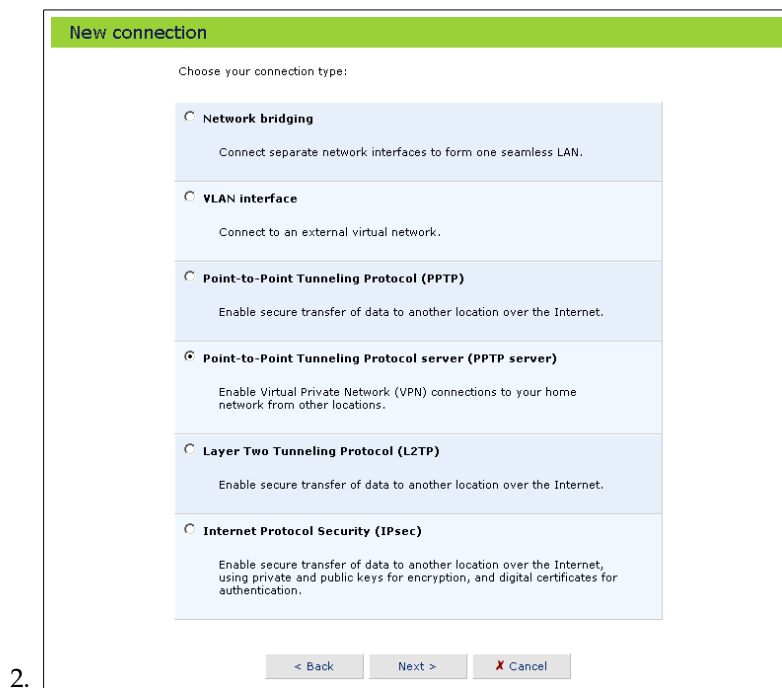 New connection
Choose your connection type:
Network bridging
Connect separate network interfaces to form one seamless LAN.
VLAN interface
Connect to an external virtual network.
Point-to-Point Tunneling Protocol (PPTP)
Enable secure transfer of data to another location over the Internet.
Point-to-Point Tunneling Protocol server (PPTP server)
Enable Virtual Private Network (VPN) connections to your home
network from other locations.
Layer Two Tunneling Protocol (L2TP)
Enable secure transfer of data to another location over the Internet.
Internet Protocol Security (IPsec)
Enable secure transfer of data to another location over the Internet,
using private and public keys for encryption, and digital certificates for
authentication.
< Back Next > ✗ Cancel
2.